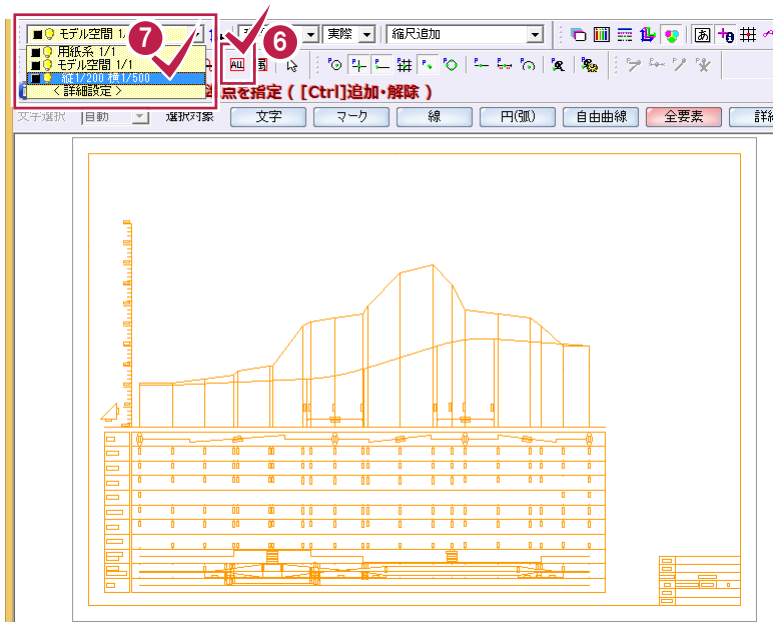 モデル空間 1/
実際
縮尺追加
用紙系 1/1
モデル空間 1/1
縦1/200 横1/500
＜詳細設定＞
7
6
ALL
あ
点を指定 ( [Ctrl]追加・解除 )
文字選択
自動
選択対象
文字
マーク
線
円(弧)
自由曲線
全要素